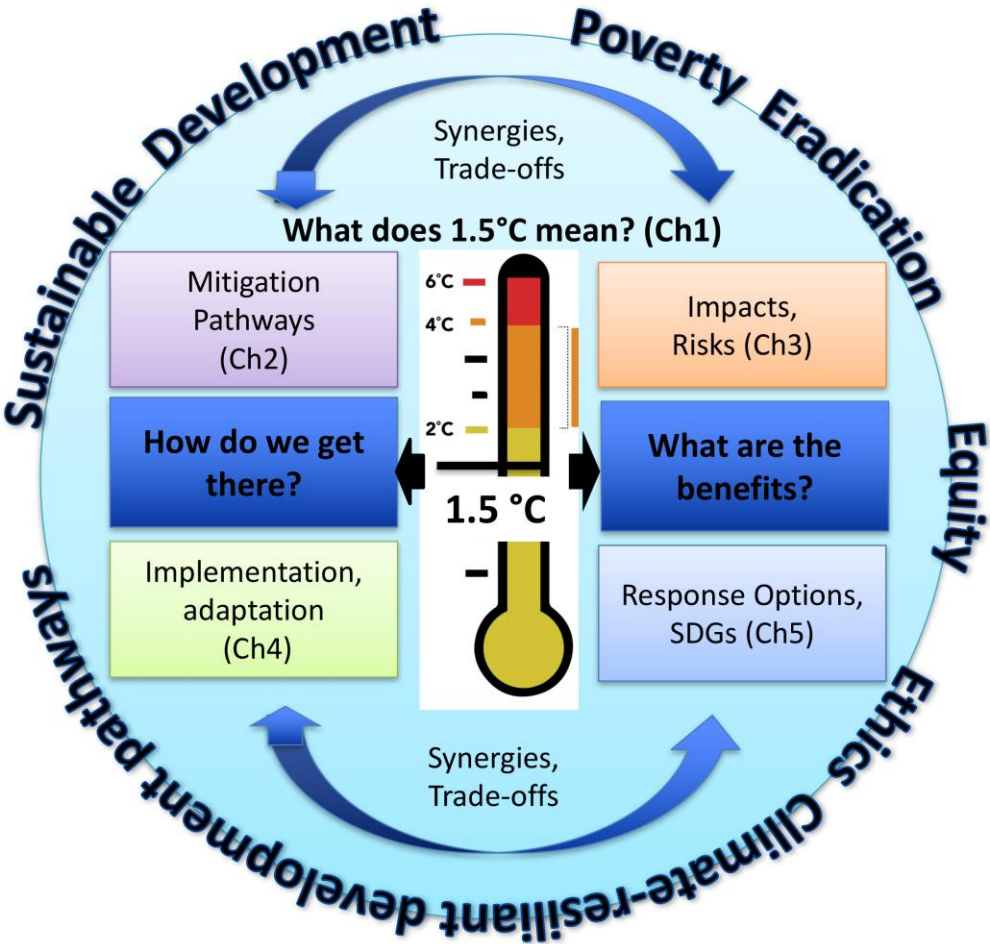 Sustainable Development
Poverty Eradication
Equity
Ethics
Cllimate-resiliant development pathways
Synergies,
Trade-offs
What does 1.5°C mean? (Ch1)
Mitigation
Pathways
(Ch2)
6°C
4°C
2°C
1.5 °C
Impacts,
Risks (Ch3)
How do we get
there?
What are the
benefits?
Implementation,
adaptation
(Ch4)
Response Options,
SDGs (Ch5)
Synergies,
Trade-offs